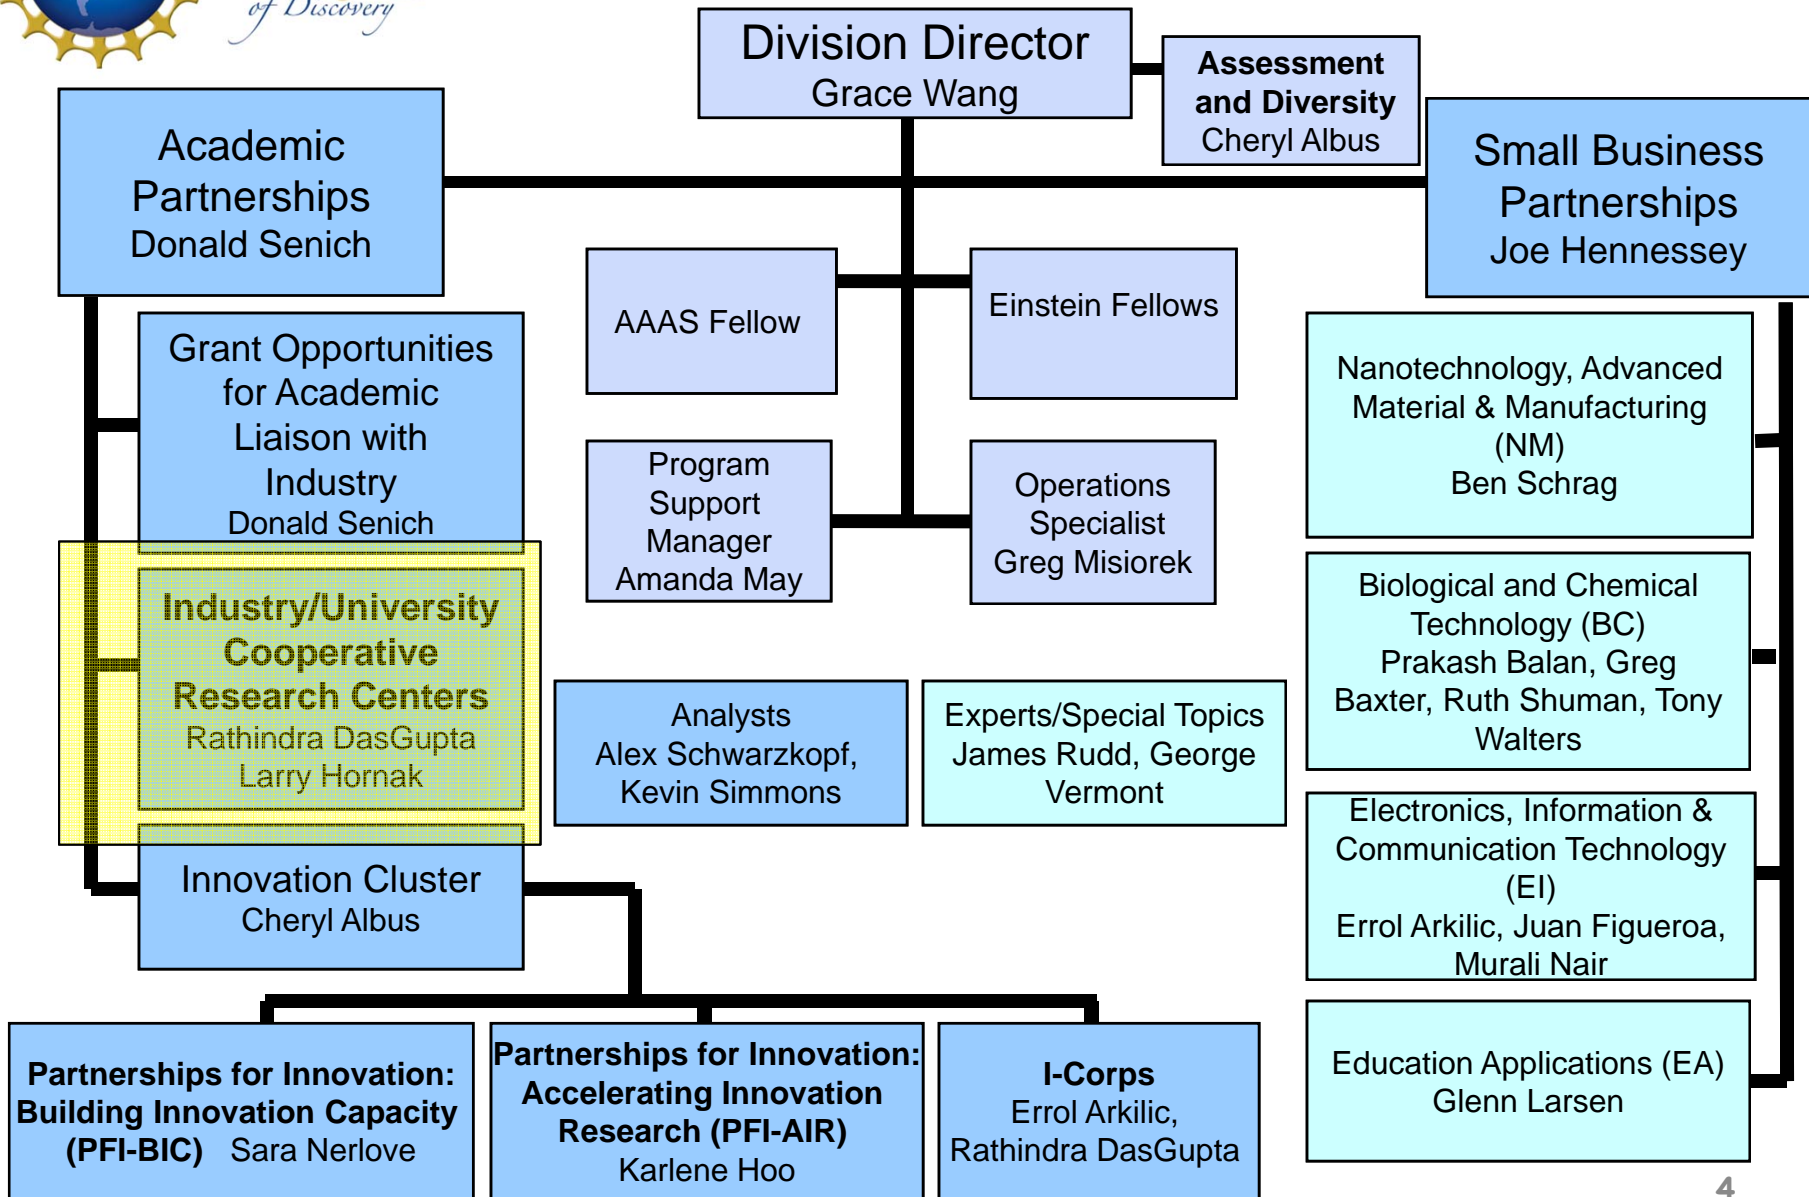 of Discovery
Division Director
Grace Wang
Assessment
and Diversity
Cheryl Albus
Academic
Partnerships
Donald Senich
Small Business
Partnerships
Joe Hennessey
AAAS Fellow
Einstein Fellows
Grant Opportunities
for Academic
Liaison with
Industry
Donald Senich
Program
Support
Manager
Amanda May
Operations
Specialist
Greg Misiorek
Nanotechnology, Advanced
Material & Manufacturing
(NM)
Ben Schrag
Industry/University
Cooperative
Research Centers
Rathindra DasGupta
Larry Hornak
Biological and Chemical
Technology (BC)
Prakash Balan, Greg
Baxter, Ruth Shuman, Tony
Walters
Analysts
Alex Schwarzkopf,
Kevin Simmons
Experts/Special Topics
James Rudd, George
Vermont
Electronics, Information &
Communication Technology
(EI)
Errol Arkilic, Juan Figueroa,
Murali Nair
Innovation Cluster
Cheryl Albus
Education Applications (EA)
Glenn Larsen
Partnerships for Innovation:
Building Innovation Capacity
(PFI-BIC) Sara Nerlove
Partnerships for Innovation:
Accelerating Innovation
Research (PFI-AIR)
Karlene Hoo
I-Corps
Errol Arkilic,
Rathindra DasGupta
4